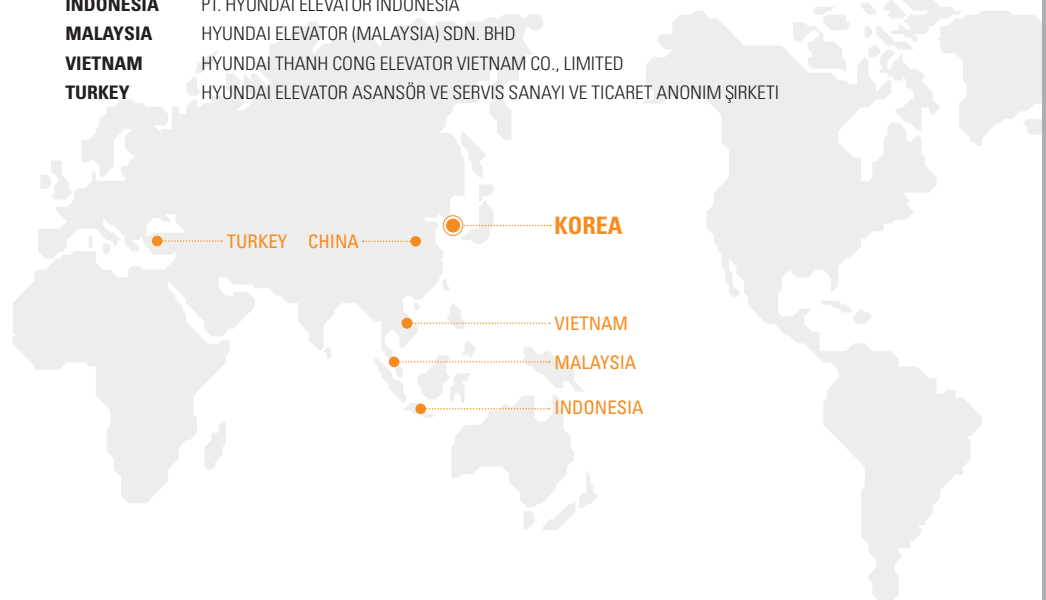 INDONESIA PT. HYUNDAI ELEVATOR INDONESIA
MALAYSIA HYUNDAI ELEVATOR (MALAYSIA) SDN. BHD
VIETNAM HYUNDAI THANH CONG ELEVATOR VIETNAM CO., LIMITED
TURKEY HYUNDAI ELEVATOR ASANSÖR VE SERVIS SANAYI VE TICARET ANONIM ŞIRKETI
KOREA
TURKEY CHINA
VIETNAM
MALAYSIA
INDONESIA